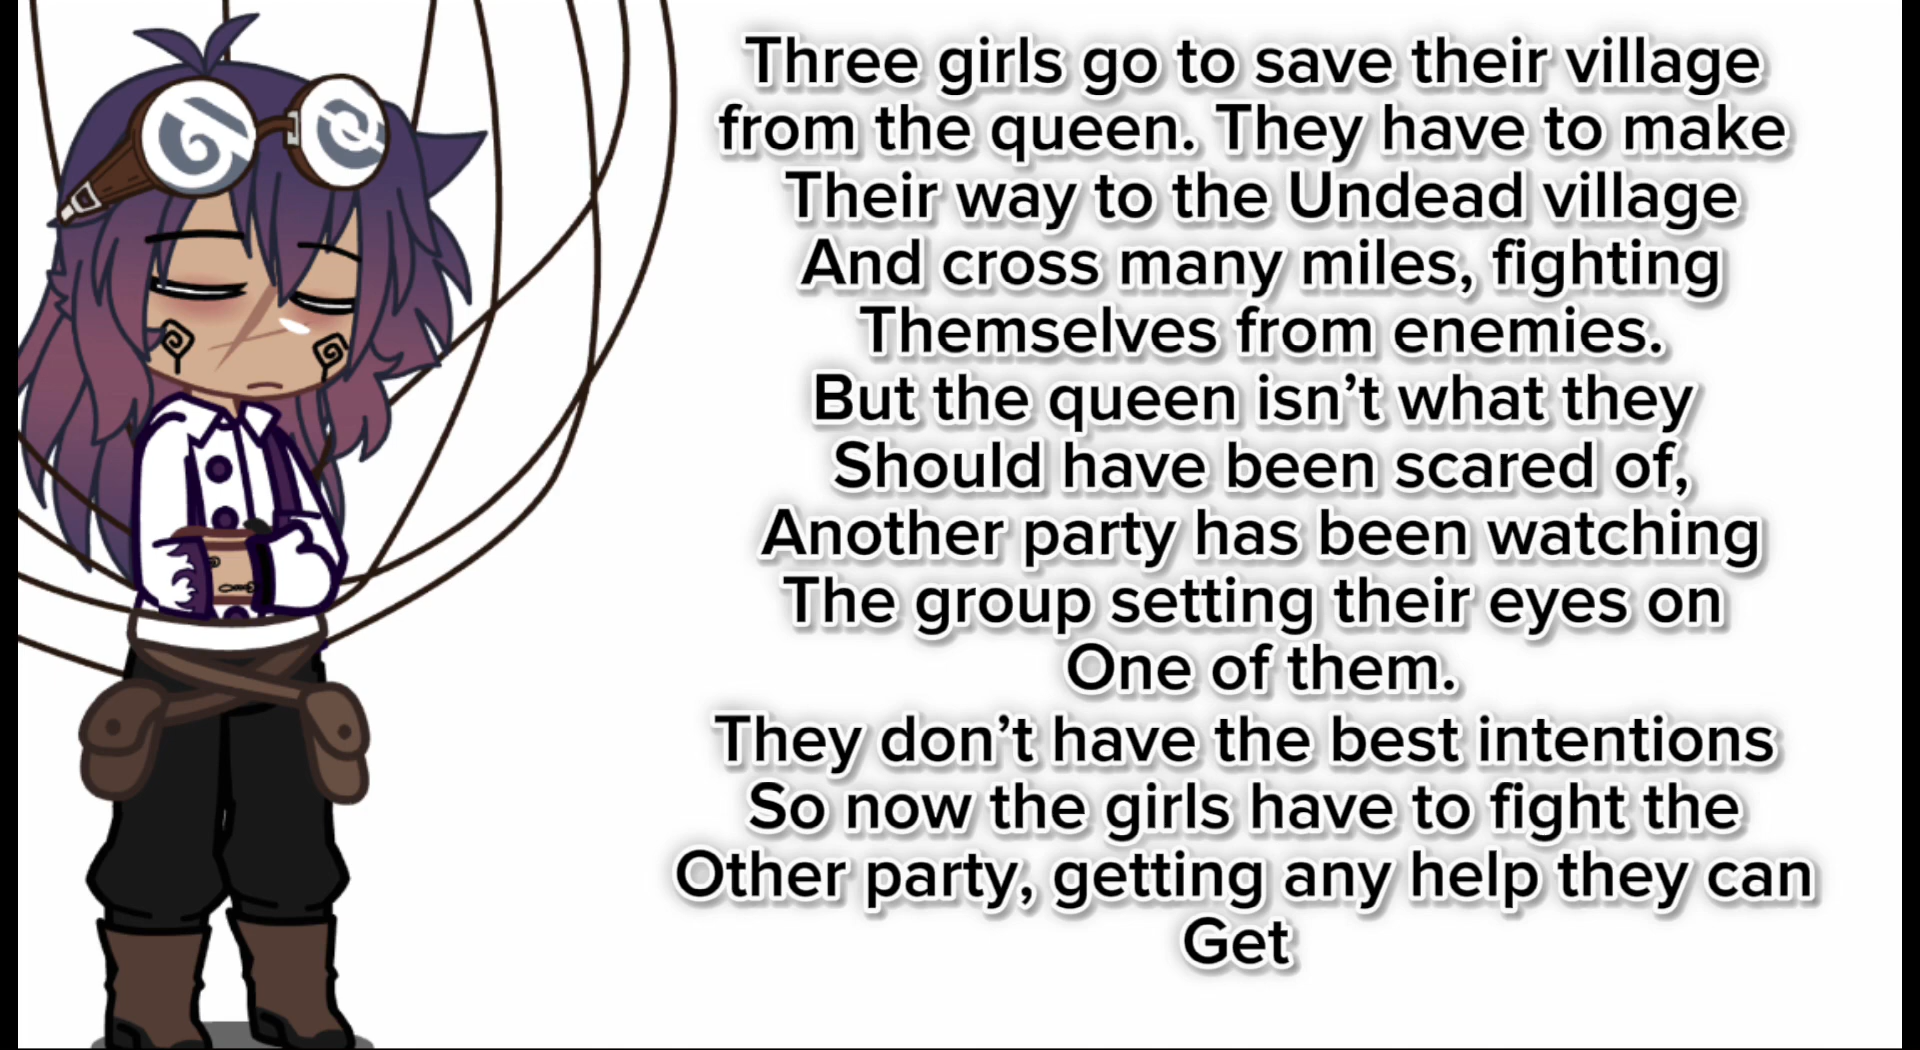 Three girls go to save their village
from the queen. They have to make
Their way to the Undead village
And cross many miles, fighting
Themselves from enemies.
But the queen isn’t what they
Should have been scared of,
Another party has been watching
The group setting their eyes on
One of them.
They don’t have the best intentions
So now the girls have to fight the
Other party, getting any help they can
Get